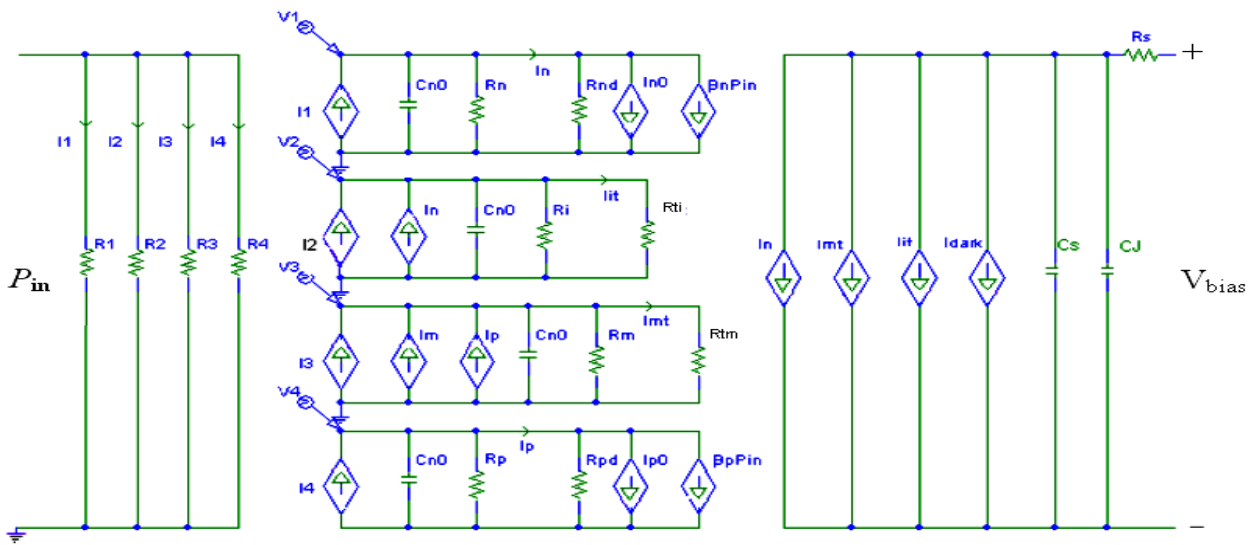 V1
In
Cn0
Rn
Rnd
In0
βnPin
I1
I1
I2
I3
I4
R1
R2
R3
R4
Pin
V2
Iit
In
Cn0
Ri
Rti
I2
V3
Imt
Im
Ip
Cn0
Rm
Rtm
I3
V4
Ip
Cn0
Rp
Rpd
Ip0
βpPin
I4
Rs
+
In
Imt
Iit
Idark
Cs
CJ
Vbias
−